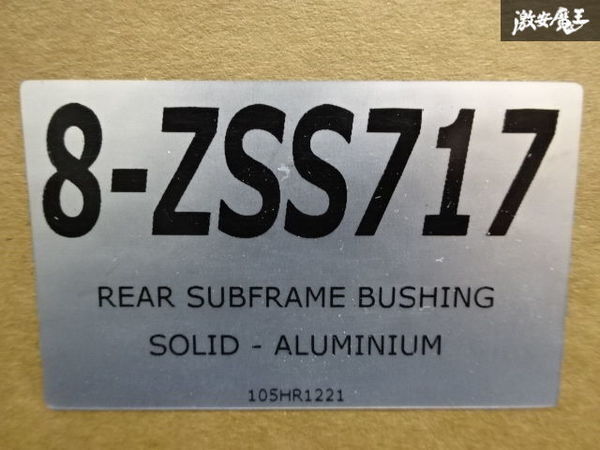 激安魔王
8-ZSS717
REAR SUBFRAME BUSHING
SOLID - ALUMINIUM
105HR1221